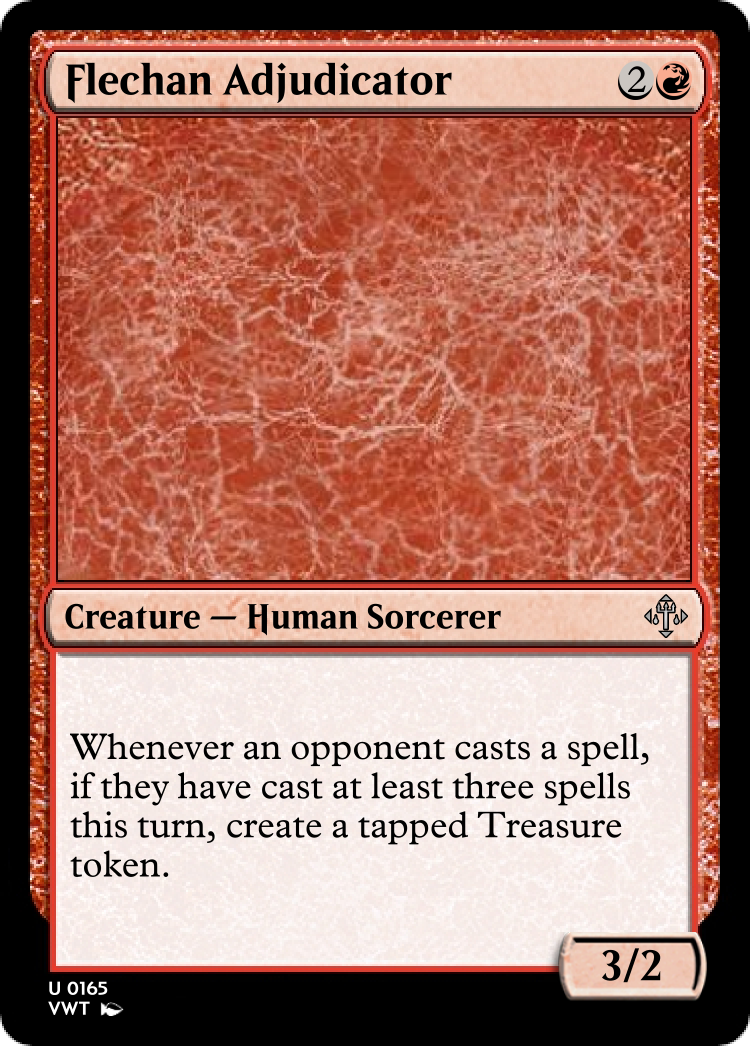 Flechan Adjudicator 2
Creature — Human Sorcerer
Whenever an opponent casts a spell,
if they have cast at least three spells
this turn, create a tapped Treasure
token.
3/2
U 0165
VWT